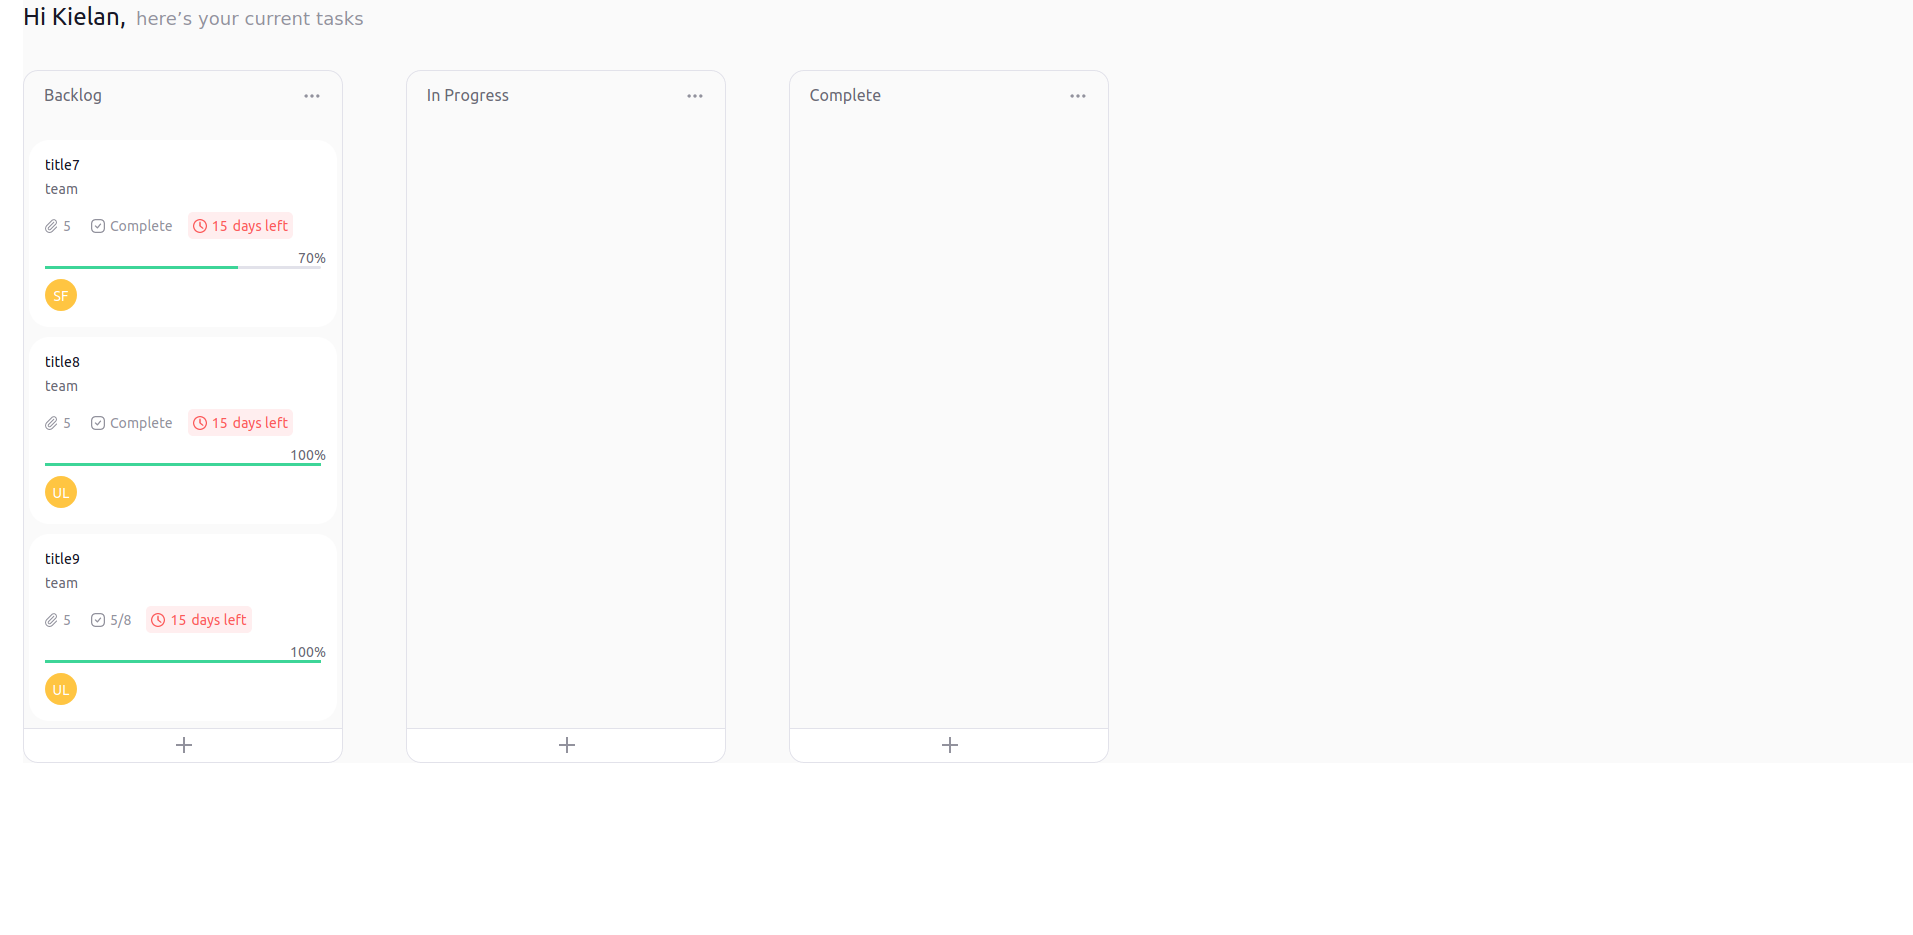 Hi Kielan, here’s your current tasks
Backlog
title7
team
5 Complete 15 days left
70%
SF
title8
team
5 Complete 15 days left
100%
UL
title9
team
5 5/8 15 days left
100%
UL
In Progress
Complete